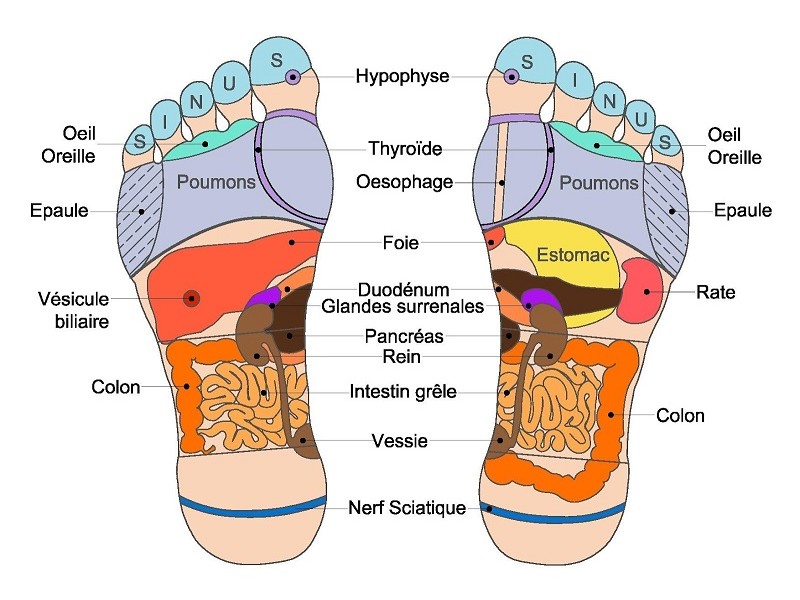 S I N U S
S I N U S
Hypophyse
Oeil
Oreille
Thyroïde
Oeil
Oreille
Poumons
Oesophage
Poumons
Epaule
Epaule
Foie
Estomac
Vésicule
biliaire
Duodénum
Glandes surrenales
Rate
Pancréas
Rein
Colon
Intestin grêle
Colon
Vessie
Nerf Sciatique